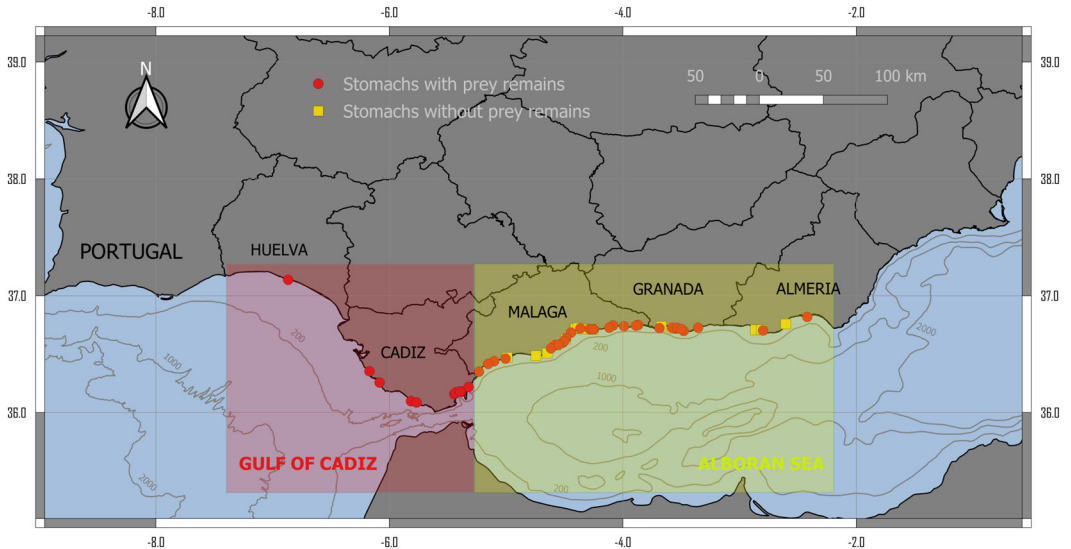 -8.0 -6.0 -4.0 -2.0
39.0 39.0
N
Stomachs with prey remains
Stomachs without prey remains
50 0 50 100 km
38.0 38.0
PORTUGAL
HUELVA
37.0 37.0
MALAGA
GRANADA
ALMERIA
CADIZ
200
1000
2000
200
1000
2000
36.0 36.0
GULF OF CADIZ
ALBORAN SEA
200
-8.0 -6.0 -4.0 -2.0